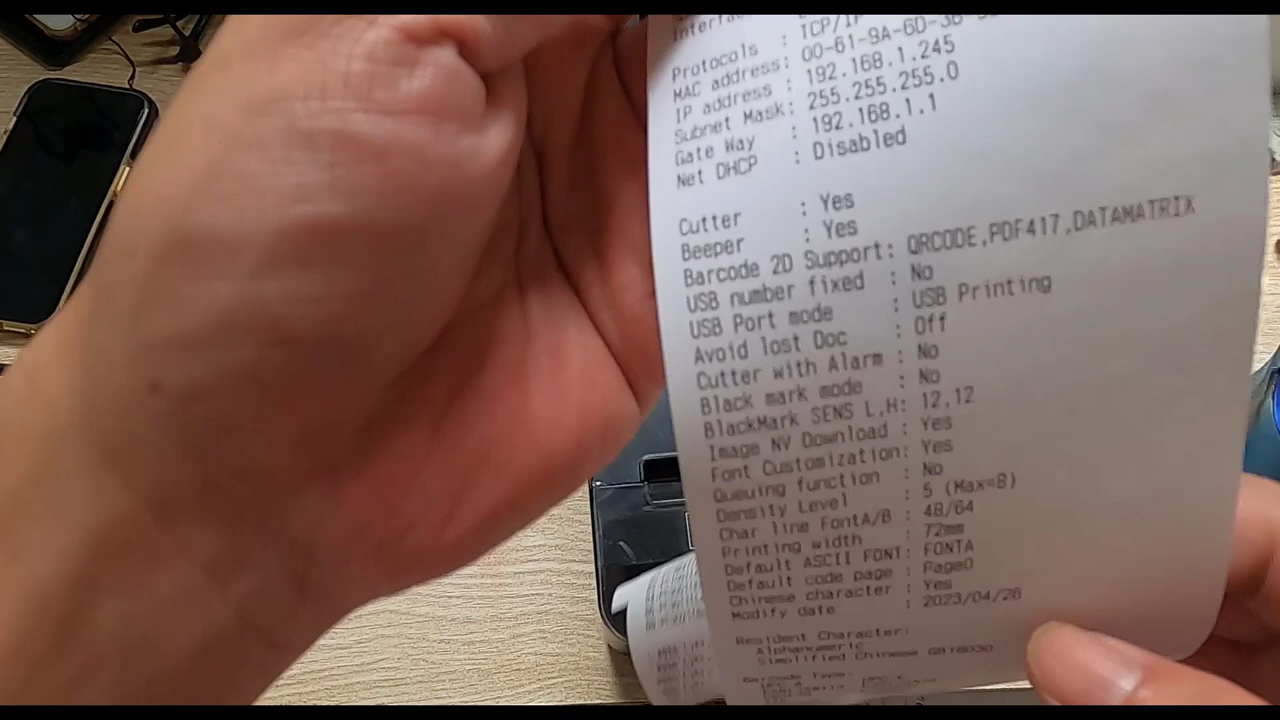 Protocols : TCP/IP
MAC address: 00-61-9A-6D-3B-
IP address : 192.168.1.245
Subnet Mask: 255.255.255.0
Gate Way : 192.168.1.1
Net DHCP : Disabled
Cutter : Yes
Beeper : Yes
Barcode 2D Support: QRCODE,PDF417,DATAMATRIX
USB number fixed : No
USB Port mode : USB Printing
Avoid lost Doc : Off
Cutter with Alarm : No
Black mark mode : No
BlackMark SENS L,H: 12,12
Image NV Download : Yes
Font Customization: Yes
Queuing function : No
Density Level : 5 (Max=8)
Char line FontA/B : 48/64
Printing width : 72mm
Default ASCII FONT: FONTA
Default code page : Page0
Chinese character : Yes
Modify date : 2023/04/26
Resident Character:
Alphanumeric
Simplified Chinese GB18030
Barcode Type: